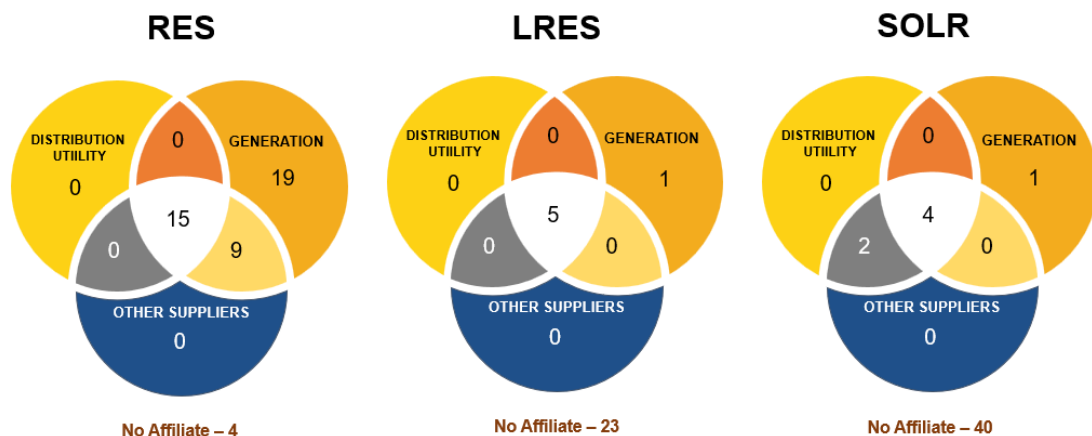 RES
LRES
SOLR
0
DISTRIBUTION
UTIILITY
0
GENERATION
19
15
0
9
OTHER SUPPLIERS
0
No Affiliate – 4
0
DISTRIBUTION
UTIILITY
0
GENERATION
1
5
0
0
OTHER SUPPLIERS
0
No Affiliate – 23
0
DISTRIBUTION
UTIILITY
0
GENERATION
1
4
2
0
OTHER SUPPLIERS
0
No Affiliate – 40